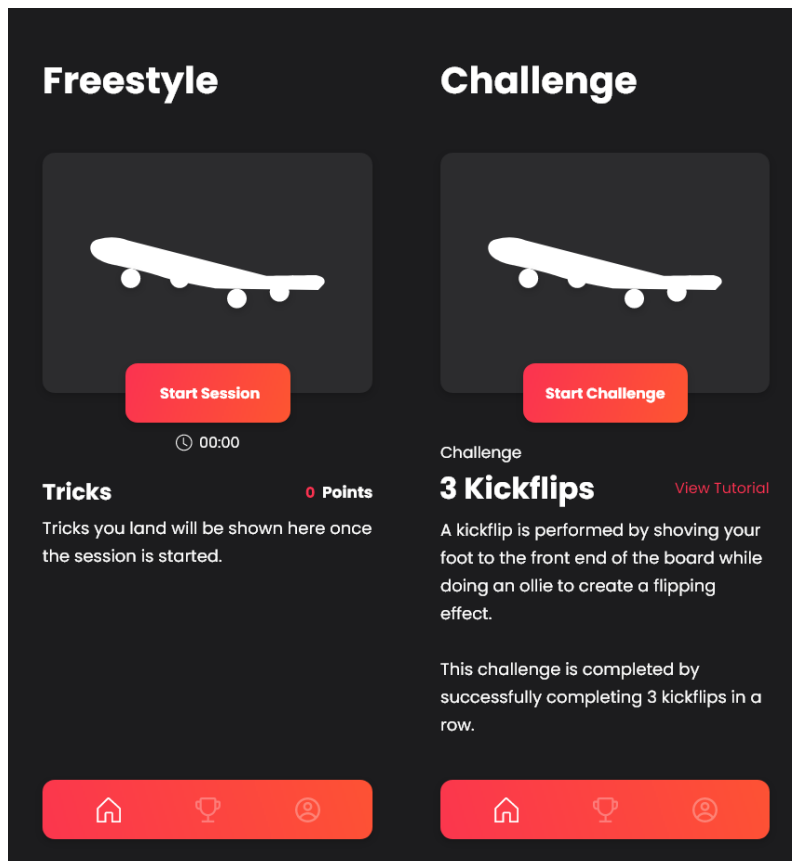 Freestyle
Start Session
00:00
Tricks
0 Points
Tricks you land will be shown here once
the session is started.
Challenge
Start Challenge
Challenge
3 Kickflips
View Tutorial
A kickflip is performed by shoving your
foot to the front end of the board while
doing an ollie to create a flipping
effect.
This challenge is completed by
successfully completing 3 kickflips in a
row.